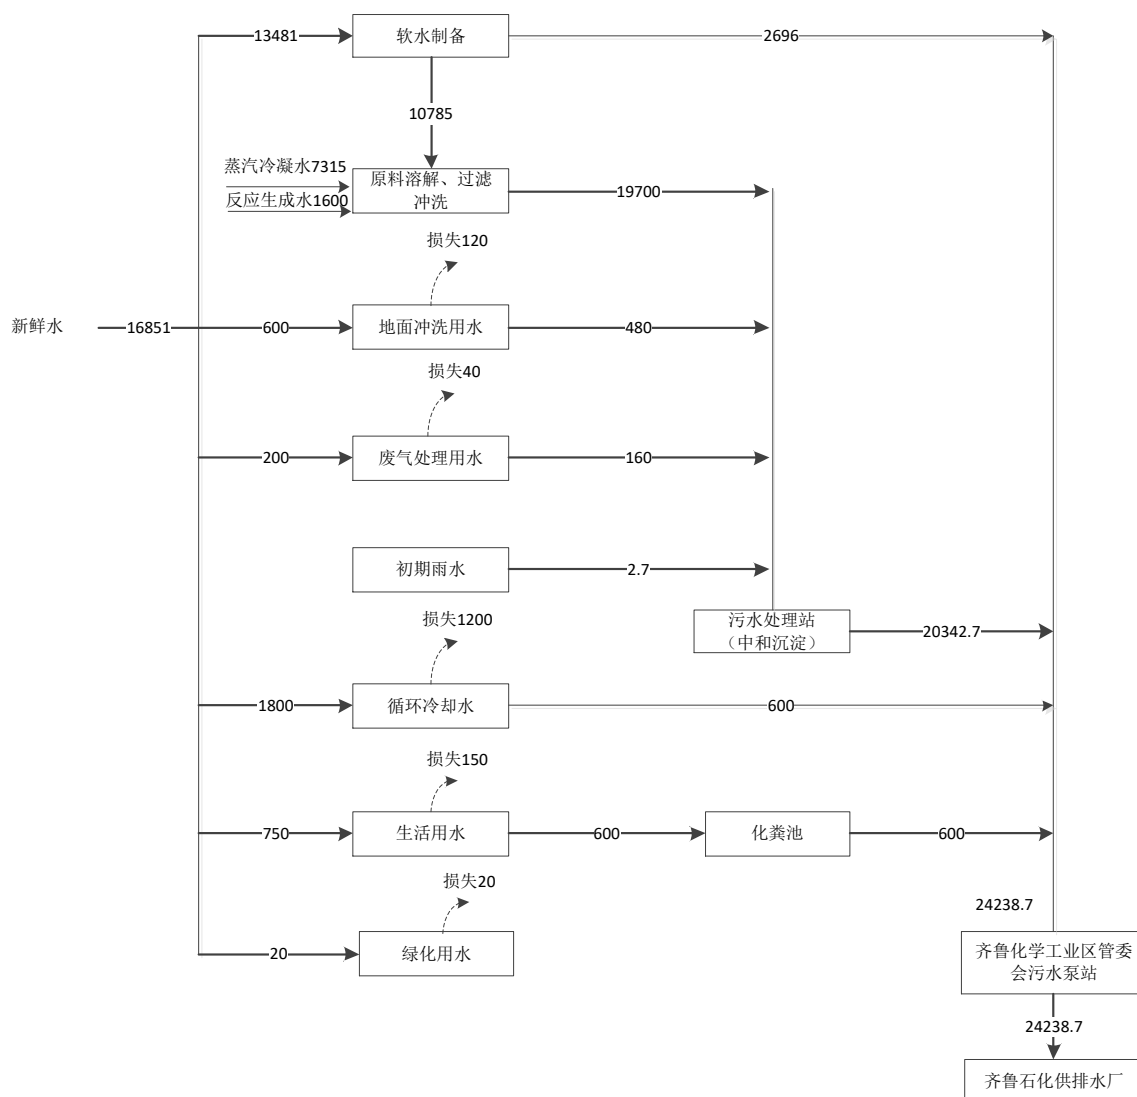 13481
软水制备
2696
10785
蒸汽冷凝水7315
反应生成水1600
原料溶解、过滤
冲洗
19700
损失120
新鲜水
16851
600
地面冲洗用水
480
损失40
200
废气处理用水
160
初期雨水
2.7
损失1200
污水处理站
（中和沉淀）
20342.7
1800
循环冷却水
600
损失150
750
生活用水
600
化粪池
600
损失20
24238.7
20
绿化用水
齐鲁化学工业区管委
会污水泵站
24238.7
齐鲁石化供排水厂